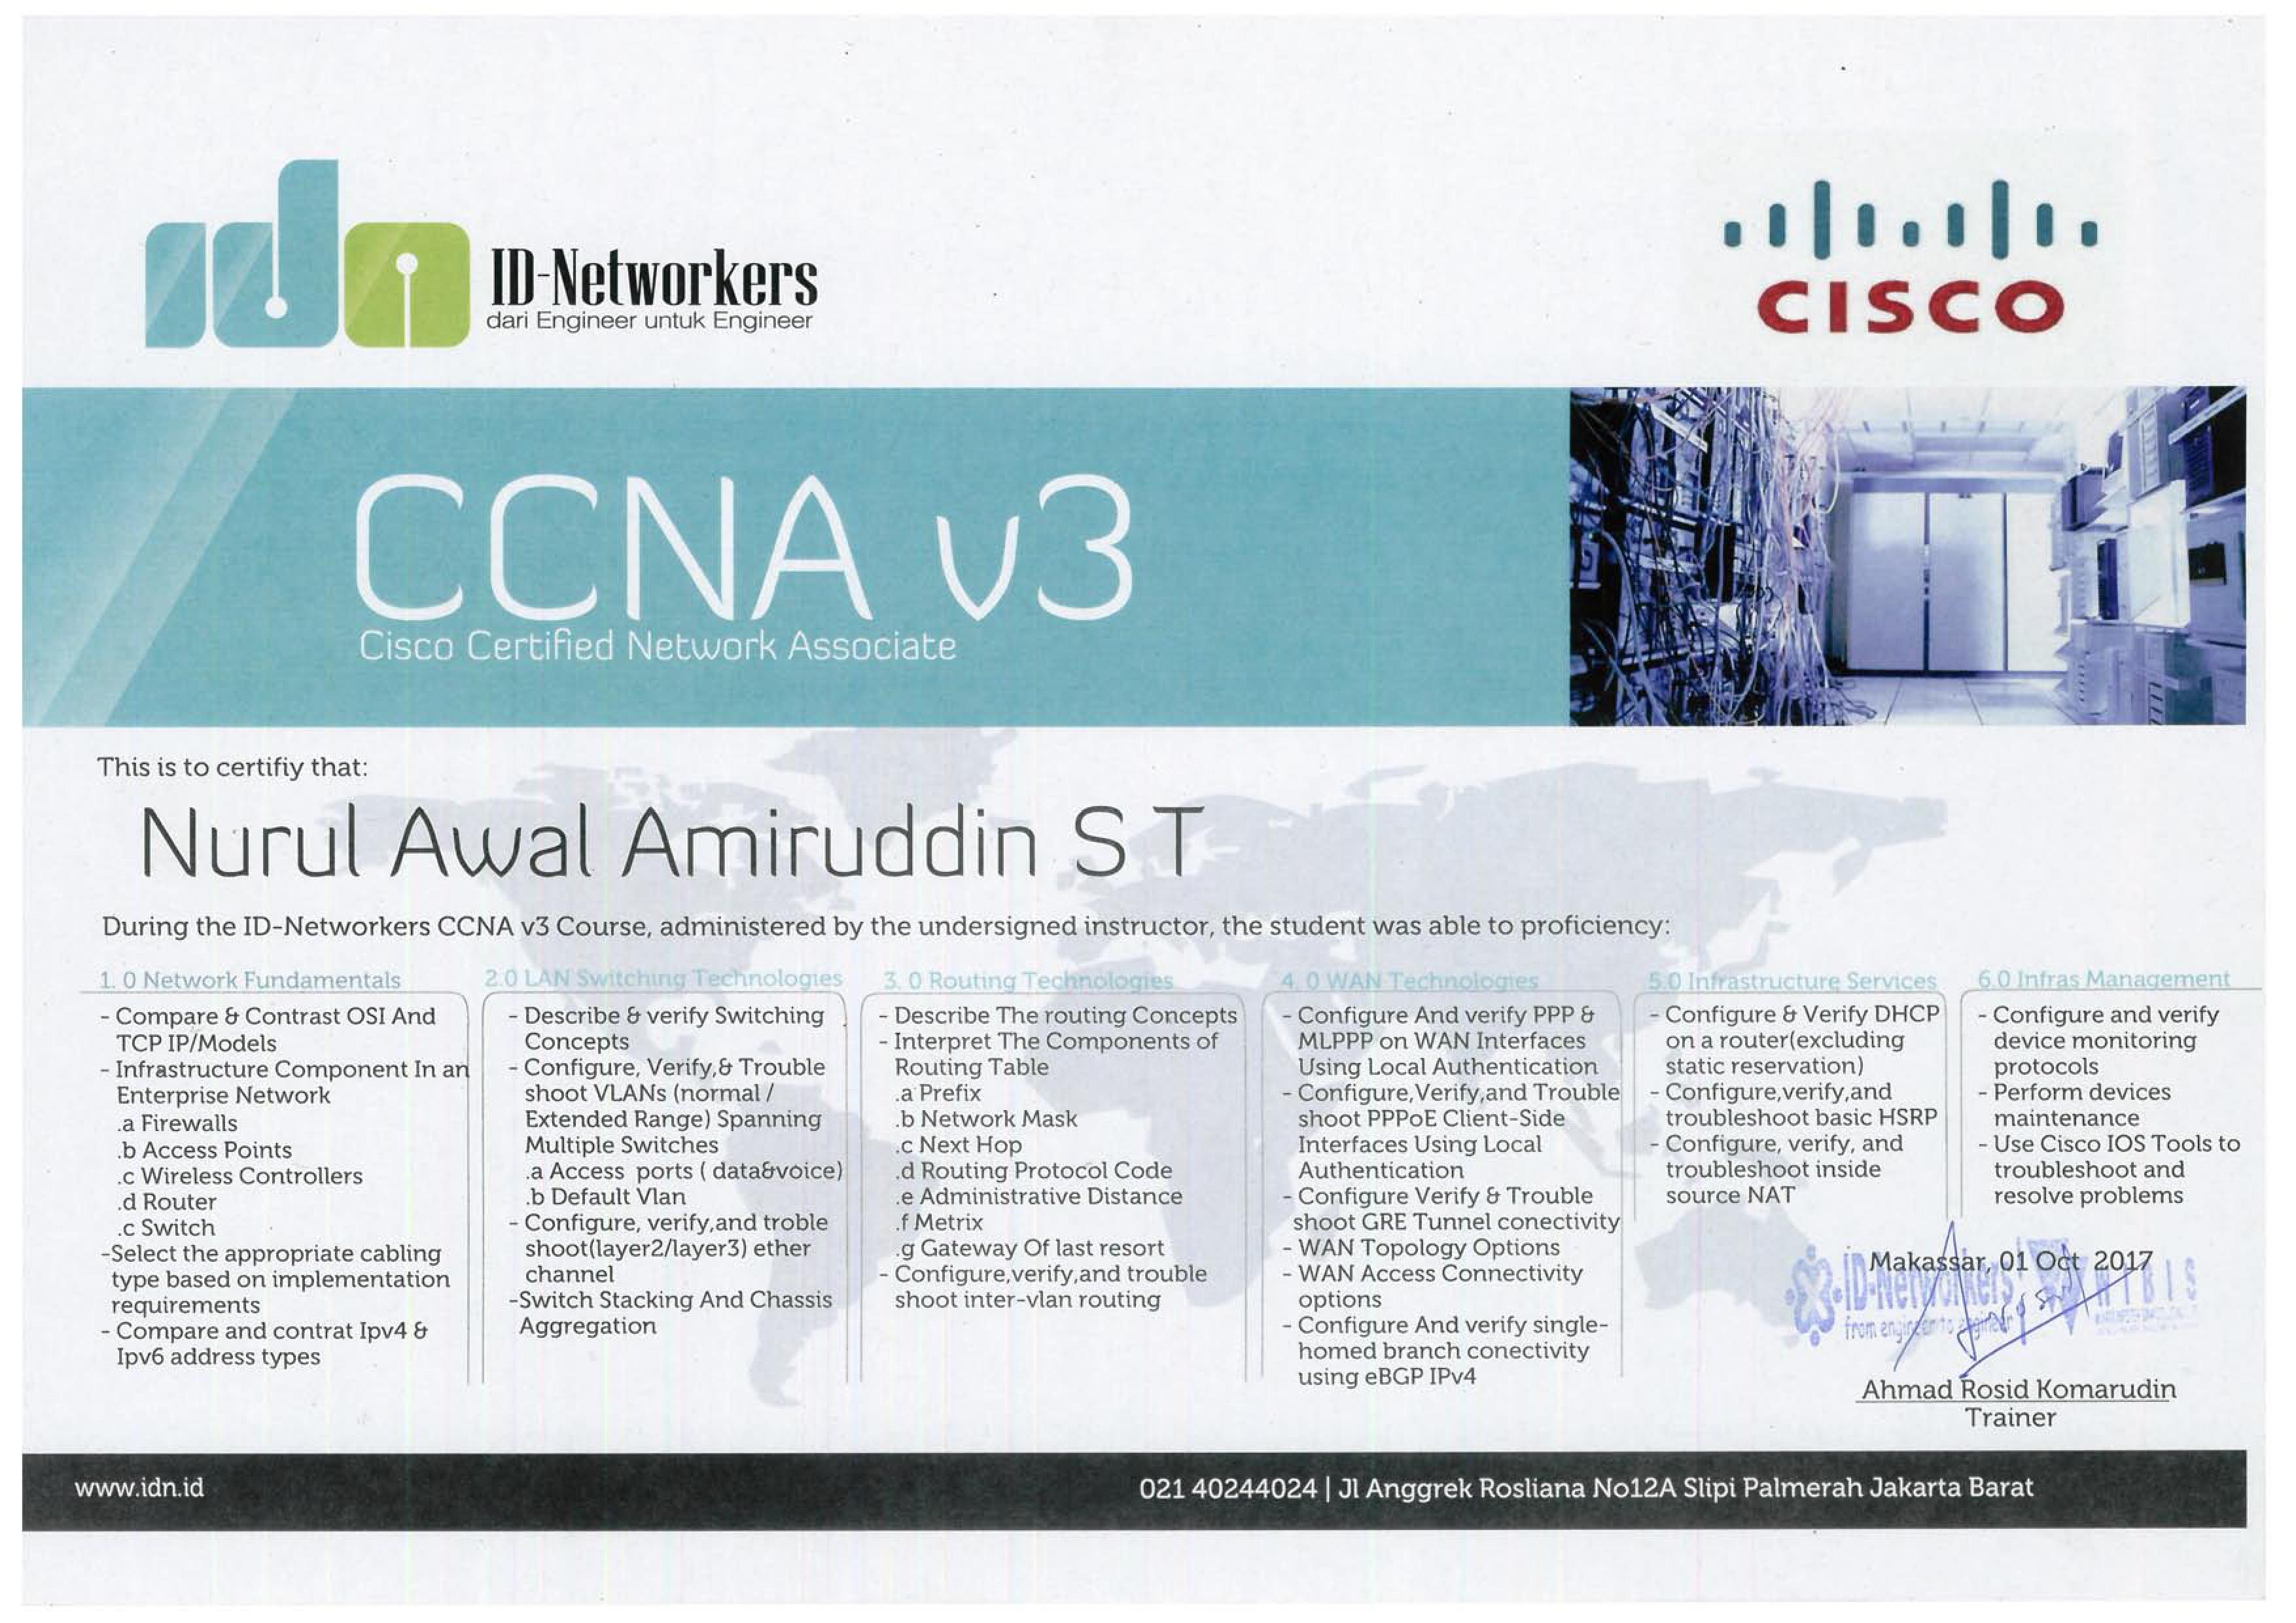 ID-Networkers
dari Engineer untuk Engineer
CISCO
CCNA v3
Cisco Certified Network Associate
This is to certifiy that:
Nurul Awal Amiruddin S T
During the ID-Networkers CCNA v3 Course, administered by the undersigned instructor, the student was able to proficiency:
1. 0 Network Fundamentals
- Compare & Contrast OSI And
TCP IP/Models
- Infrastructure Component In an
Enterprise Network
.a Firewalls
.b Access Points
.c Wireless Controllers
.d Router
.c Switch
-Select the appropriate cabling
type based on implementation
requirements
- Compare and contrat Ipv4 &
Ipv6 address types
2.0 LAN Switching Technologies
- Describe & verify Switching
Concepts
- Configure, Verify,& Trouble
shoot VLANs (normal /
Extended Range) Spanning
Multiple Switches
.a Access ports ( data&voice)
.b Default Vlan
- Configure, verify,and troble
shoot(layer2/layer3) ether
channel
-Switch Stacking And Chassis
Aggregation
3. 0 Routing Technologies
- Describe The routing Concepts
- Interpret The Components of
Routing Table
.a Prefix
.b Network Mask
.c Next Hop
.d Routing Protocol Code
.e Administrative Distance
.f Metrix
.g Gateway Of last resort
- Configure,verify,and trouble
shoot inter-vlan routing
4. 0 WAN Technologies
- Configure And verify PPP &
MLPPP on WAN Interfaces
Using Local Authentication
- Configure,Verify,and Trouble
shoot PPPoE Client-Side
Interfaces Using Local
Authentication
- Configure Verify & Trouble
shoot GRE Tunnel conectivity
- WAN Topology Options
- WAN Access Connectivity
options
- Configure And verify single-
homed branch conectivity
using eBGP IPv4
5.0 Infrastructure Services
- Configure & Verify DHCP
on a router(excluding
static reservation)
- Configure,verify,and
troubleshoot basic HSRP
- Configure, verify, and
troubleshoot inside
source NAT
6.0 Infras Management
- Configure and verify
device monitoring
protocols
- Perform devices
maintenance
- Use Cisco IOS Tools to
troubleshoot and
resolve problems
Makassar, 01 Oct 2017
ID-Networkers
from engineer to engineer
Ahmad Rosid Komarudin
Trainer
www.idn.id
021 40244024 | Jl Anggrek Rosliana No12A Slipi Palmerah Jakarta Barat